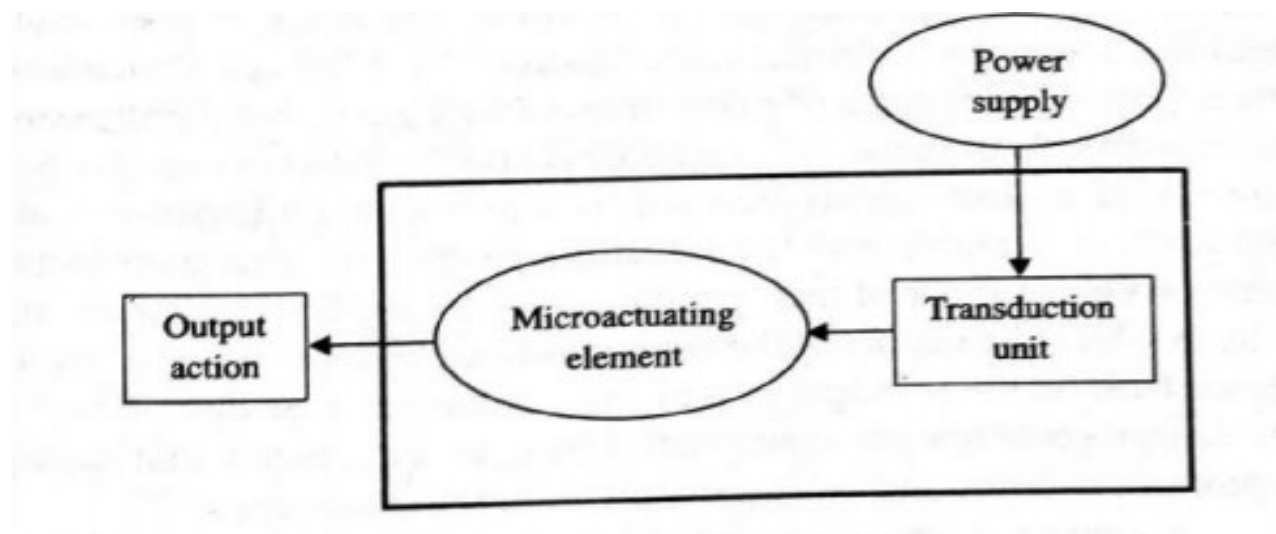 Power
supply
Transduction
unit
Microactuating
element
Output
action